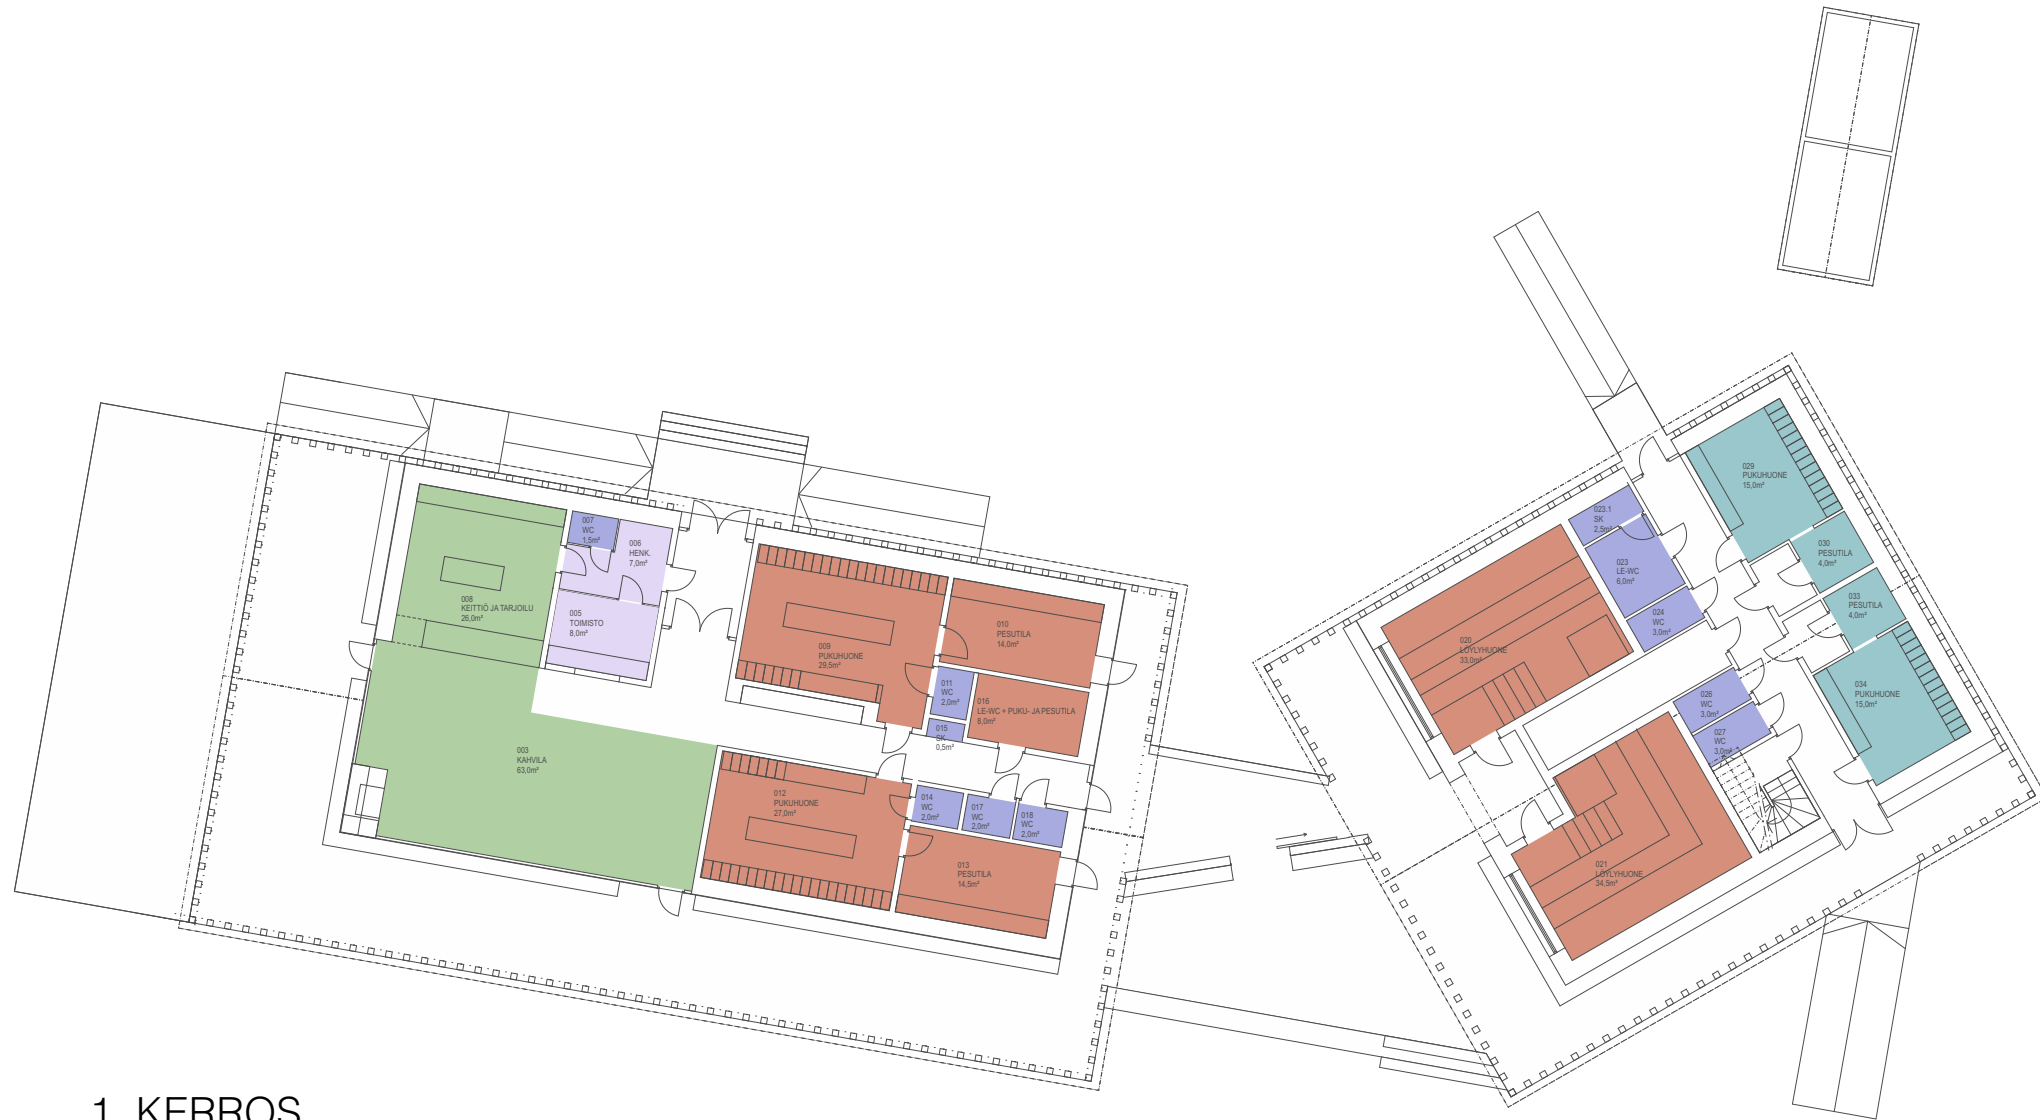 007
WC
1,5m²
006
HENK.
7,0m²
008
KEITTIÖ JA TARJOILU
26,0m²
005
TOIMISTO
8,0m²
003
KAHVILA
63,0m²
009
PUKUHUONE
29,5m²
010
PESUTILA
14,0m²
011
WC
2,0m²
016
LE-WC + PUKU- JA PESUTILA
8,0m²
015
SK
0,5m²
012
PUKUHUONE
27,0m²
014
WC
2,0m²
017
WC
2,0m²
018
WC
2,0m²
013
PESUTILA
14,5m²
029
PUKUHUONE
15,0m²
023.1
SK
2,5m²
030
PESUTILA
4,0m²
023
LE-WC
6,0m²
033
PESUTILA
4,0m²
024
WC
3,0m²
020
LÖYLYHUONE
33,0m²
034
PUKUHUONE
15,0m²
026
WC
3,0m²
027
WC
3,0m²
021
LÖYLYHUONE
34,5m²
1. KERROS